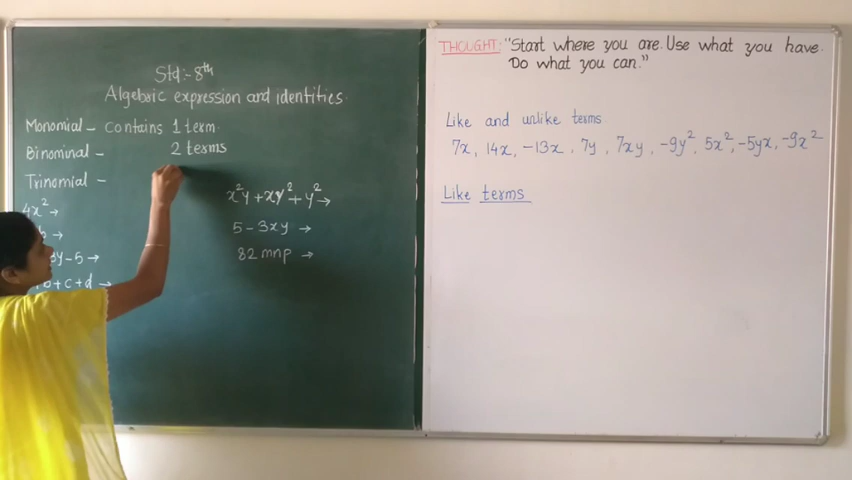 Std:- 8th
Algebraic expression and identities.
Monomial - contains 1 term.
Binominal - 2 terms
Trinomial -
4x² →
b →
3y - 5 →
b + c + d →
x²y + xy² + y² →
5 - 3xy →
82 mnp →
THOUGHT: "Start where you are. Use what you have.
Do what you can."
Like and unlike terms.
7x, 14x, -13x, 7y, 7xy, -9y², 5x², -5yx, -9x²
Like terms